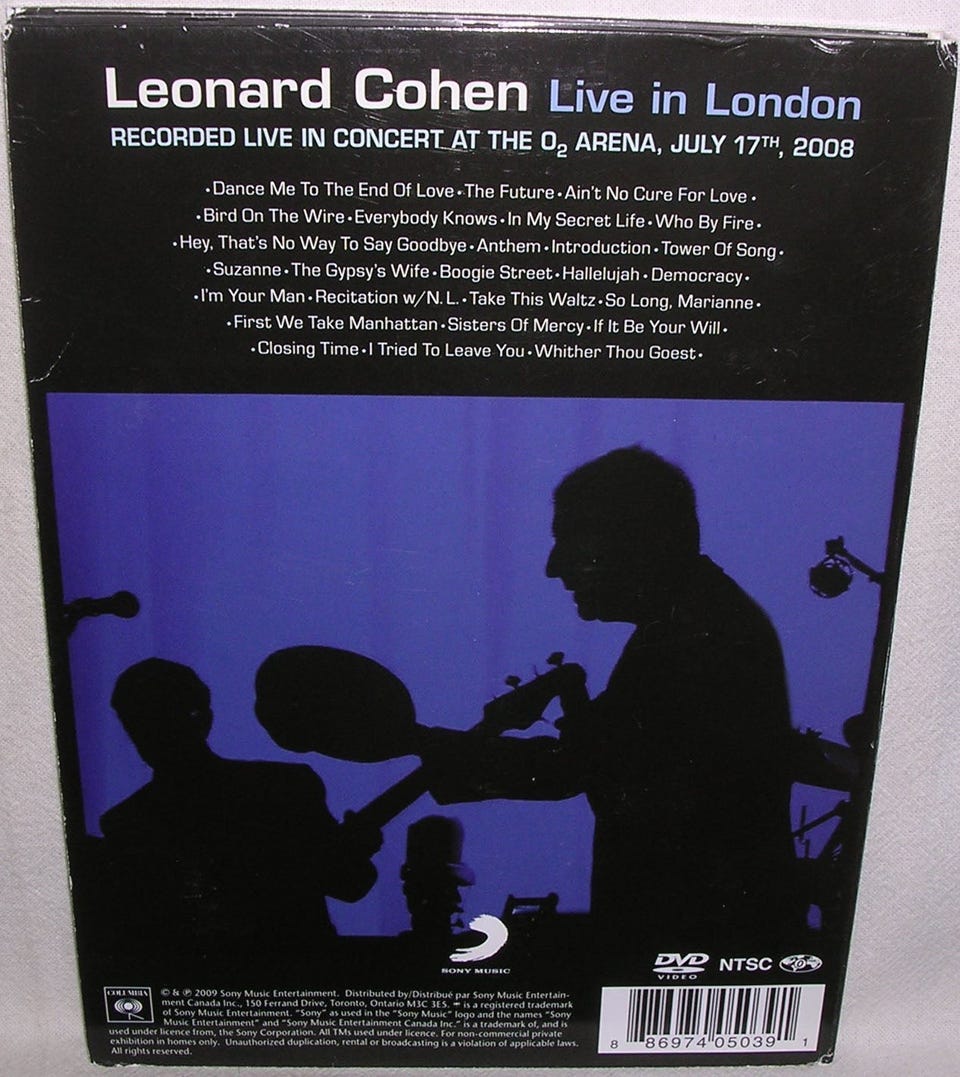 Leonard Cohen Live in London
RECORDED LIVE IN CONCERT AT THE O2 ARENA, JULY 17TH, 2008
•Dance Me To The End Of Love•The Future•Ain't No Cure For Love•
•Bird On The Wire•Everybody Knows•In My Secret Life•Who By Fire•
•Hey, That's No Way To Say Goodbye•Anthem•Introduction•Tower Of Song•
•Suzanne•The Gypsy's Wife•Boogie Street•Hallelujah•Democracy•
•I'm Your Man•Recitation w/N.L.•Take This Waltz•So Long, Marianne•
•First We Take Manhattan•Sisters Of Mercy•If It Be Your Will•
•Closing Time•I Tried To Leave You•Whither Thou Goest•
SONY MUSIC
DVD VIDEO NTSC
COLUMBIA
© & ℗ 2009 Sony Music Entertainment. Distributed by/Distribué par Sony Music Entertain-
ment Canada Inc., 150 Ferrand Drive, Toronto, Ontario M3C 3E5. is a registered trademark
of Sony Music Entertainment. "Sony" as used in the "Sony Music" logo and the names "Sony
Music Entertainment" and "Sony Music Entertainment Canada Inc." is a trademark of, and is
used under licence from, the Sony Corporation. All TMs used under licence. For non-commercial private
exhibition in homes only. Unauthorized duplication, rental or broadcasting is a violation of applicable laws.
All rights reserved.
8 86974 05039 1